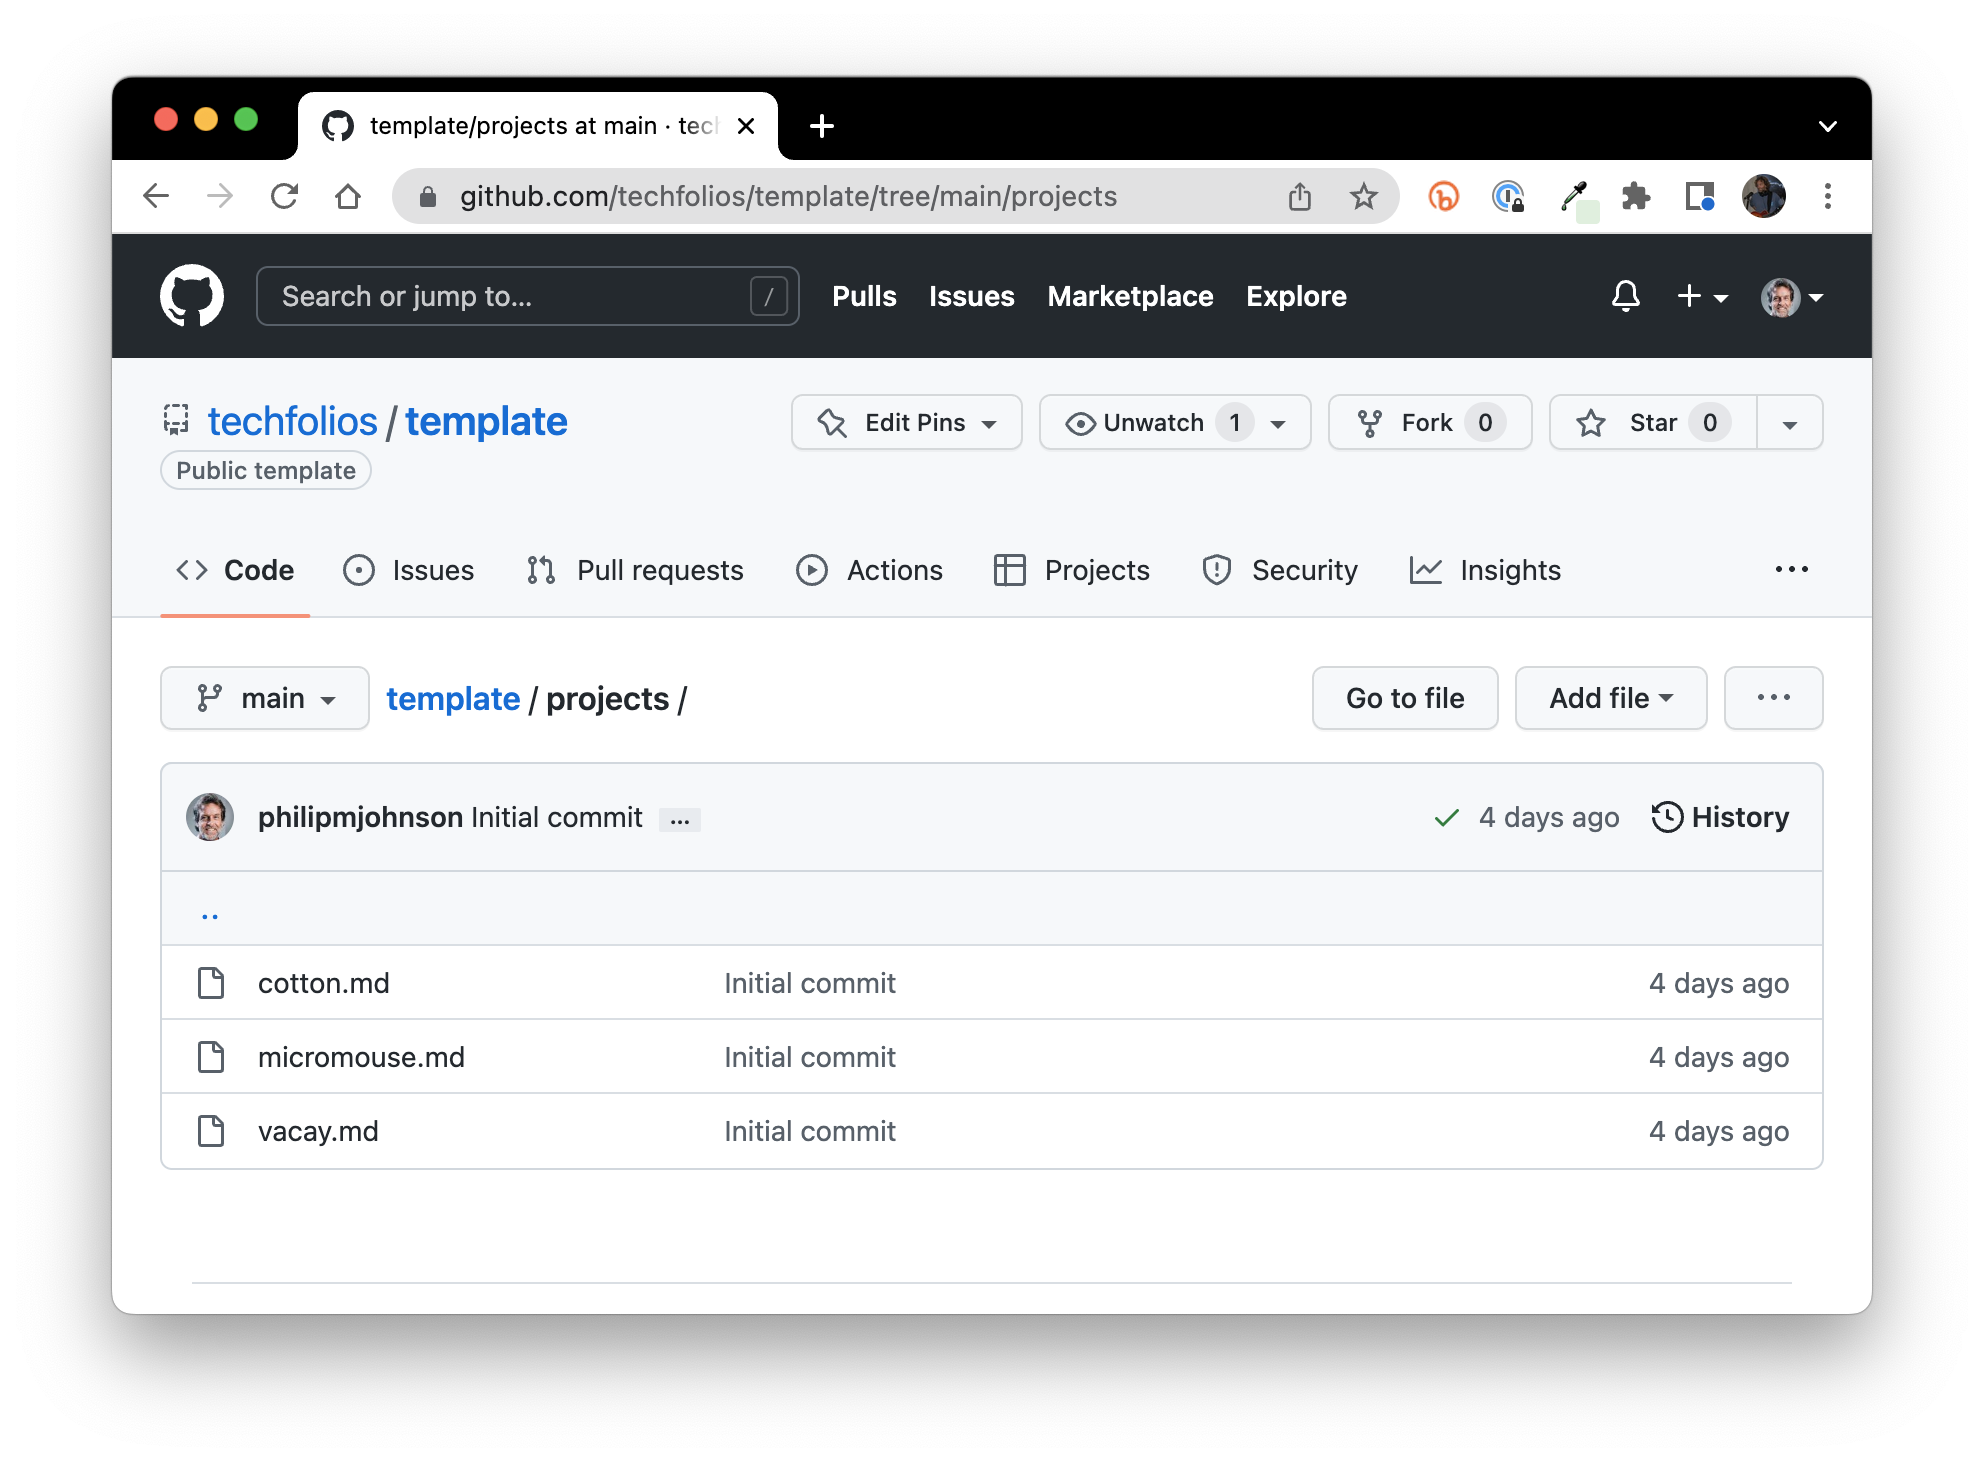 template/projects at main · tech
github.com/techfolios/template/tree/main/projects
Search or jump to... /
Pulls Issues Marketplace Explore
techfolios / template
Edit Pins Unwatch 1 Fork 0 Star 0
Public template
Code Issues Pull requests Actions Projects Security Insights ...
main template / projects / Go to file Add file ...
philipmjohnson Initial commit ... 4 days ago History
..
cotton.md Initial commit 4 days ago
micromouse.md Initial commit 4 days ago
vacay.md Initial commit 4 days ago